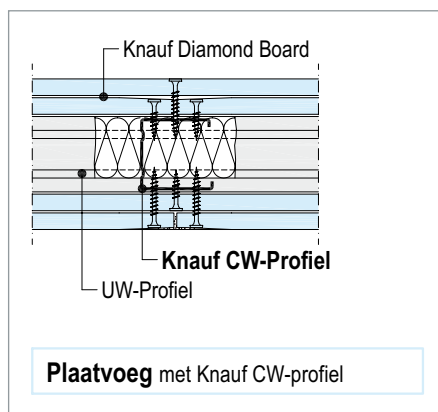 Knauf Diamond Board
Knauf CW-Profiel
UW-Profiel
Plaatvoeg met Knauf CW-profiel